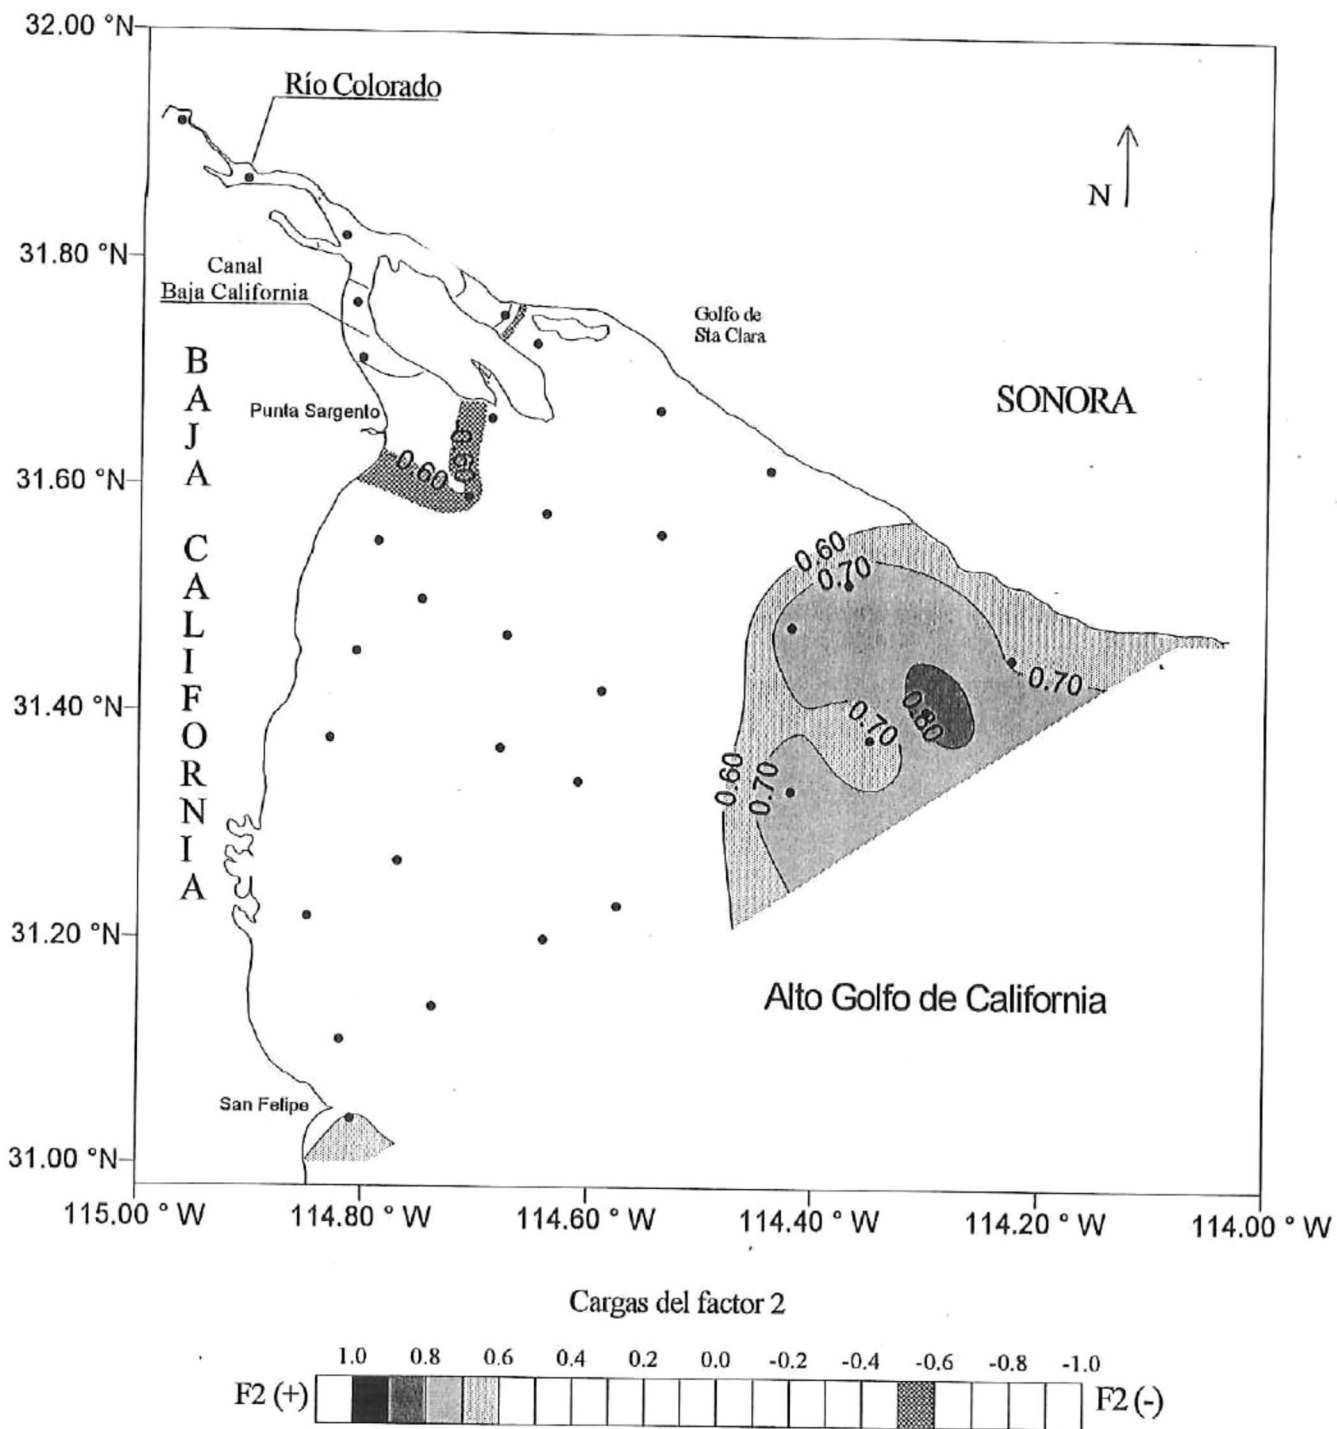 32.00 °N
Río Colorado
N
31.80 °N
Canal
Baja California
Golfo de
Sta Clara
BAJA CALIFORNIA
SONORA
Punta Sargento
0.60
0.60
31.60 °N
0.60
0.70
31.40 °N
0.70
0.70
0.80
0.60
0.70
31.20 °N
Alto Golfo de California
San Felipe
31.00 °N
115.00 ° W 114.80 ° W 114.60 ° W 114.40 ° W 114.20 ° W 114.00 ° W
Cargas del factor 2
1.0 0.8 0.6 0.4 0.2 0.0 -0.2 -0.4 -0.6 -0.8 -1.0
F2 (+) F2 (-)